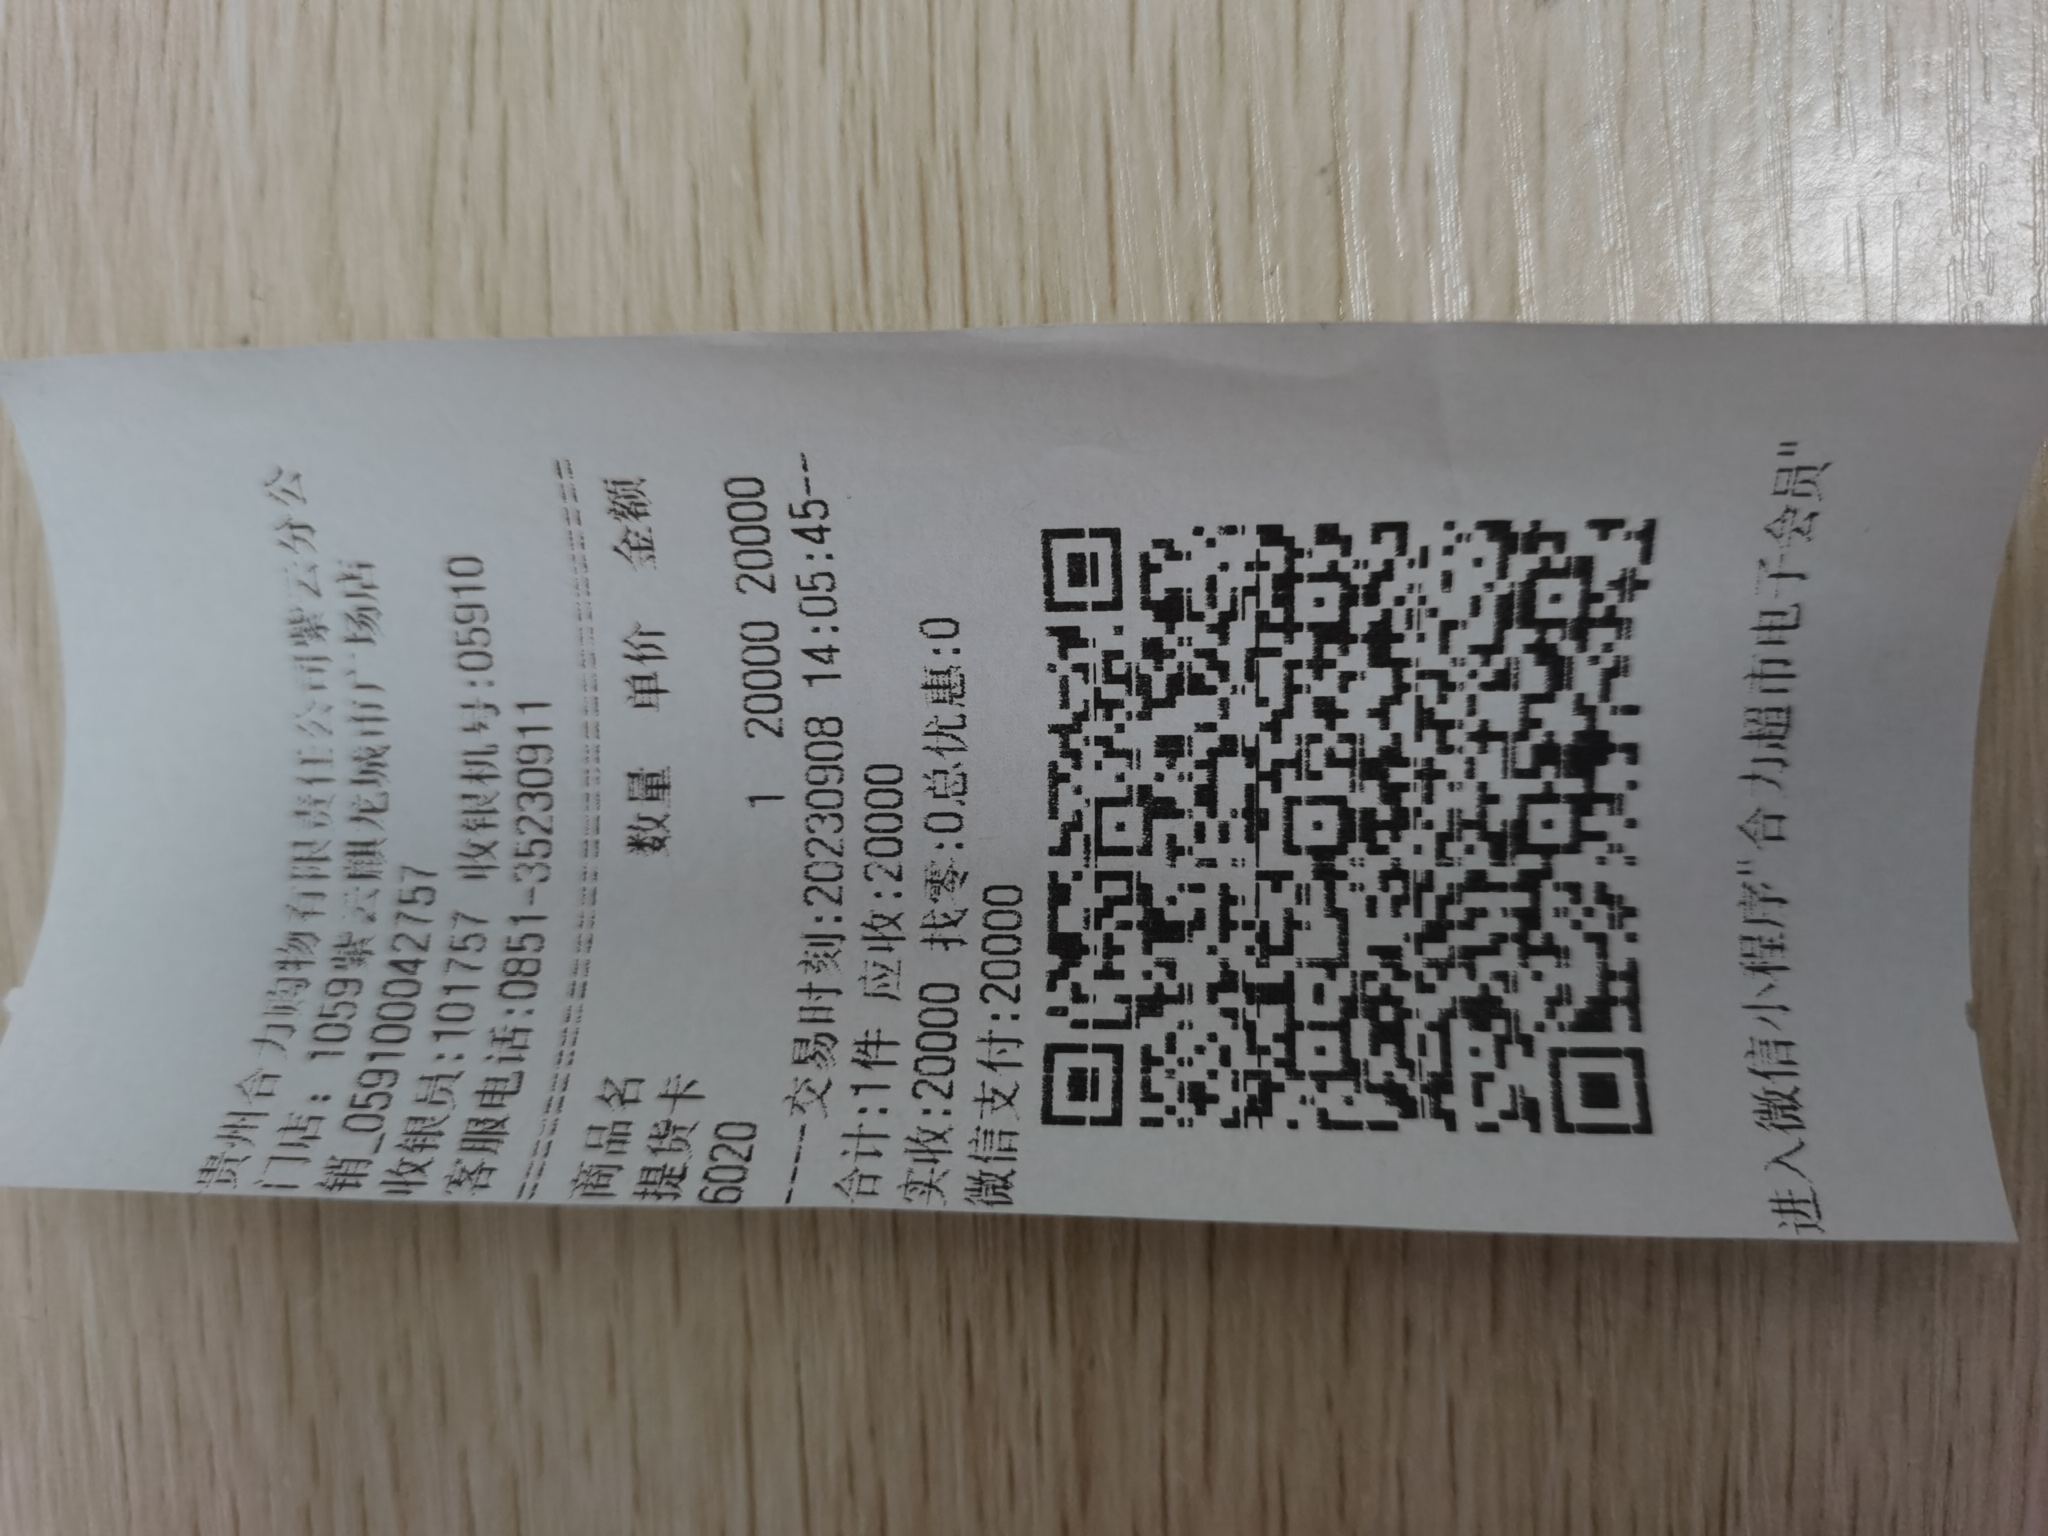 贵州合力购物有限责任公司紫云分公
门店: 1059紫云麒龙城市广场店
销_059100042757
收银员:101757 收银机号:05910
客服电话:0851-35230911
================================
商品名 数量 单价 金额
提货卡
6020 1 20000 20000
-----交易时刻:20230908 14:05:45---
合计:1件 应收:20000
实收:20000 找零:0总优惠:0
微信支付:20000
进入微信小程序"合力超市电子会员"